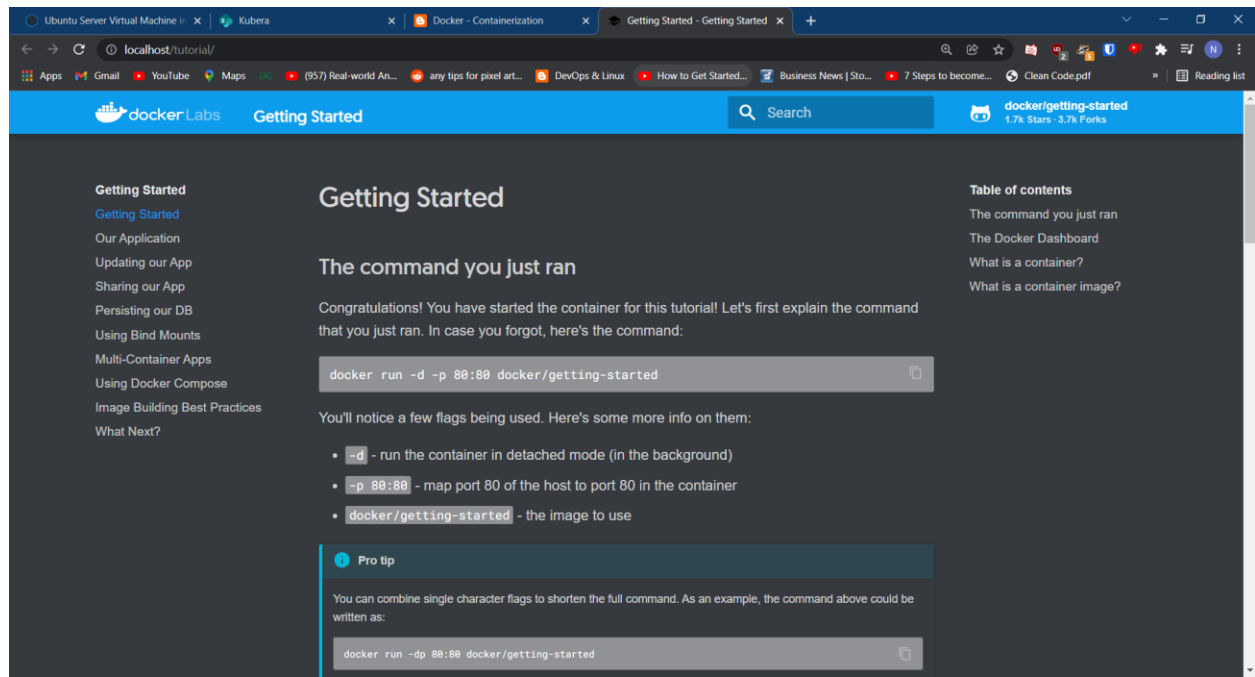 Ubuntu Server Virtual Machine in
Kubera
Docker - Containerization
Getting Started - Getting Started
localhost/tutorial/
Apps
Gmail
YouTube
Maps
(957) Real-world An...
any tips for pixel art...
DevOps & Linux
How to Get Started...
Business News | Sto...
7 Steps to become...
Clean Code.pdf
»
Reading list
docker Labs
Getting Started
Search
docker/getting-started
1.7k Stars · 3.7k Forks
Getting Started
Getting Started
Our Application
Updating our App
Sharing our App
Persisting our DB
Using Bind Mounts
Multi-Container Apps
Using Docker Compose
Image Building Best Practices
What Next?
Getting Started
The command you just ran
Congratulations! You have started the container for this tutorial! Let's first explain the command
that you just ran. In case you forgot, here's the command:
docker run -d -p 80:80 docker/getting-started
You'll notice a few flags being used. Here's some more info on them:
• -d - run the container in detached mode (in the background)
• -p 80:80 - map port 80 of the host to port 80 in the container
• docker/getting-started - the image to use
Pro tip
You can combine single character flags to shorten the full command. As an example, the command above could be
written as:
docker run -dp 80:80 docker/getting-started
Table of contents
The command you just ran
The Docker Dashboard
What is a container?
What is a container image?